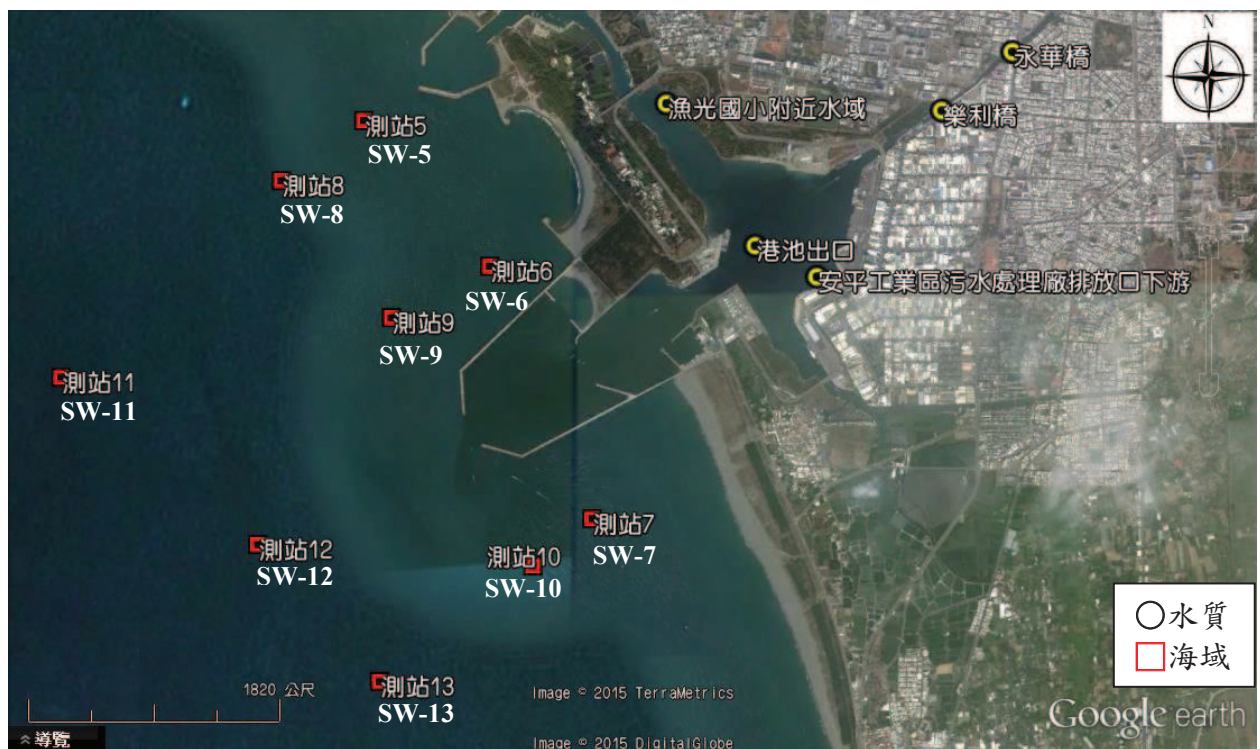 N
永華橋
漁光國小附近水域
樂利橋
測站5
SW-5
測站8
SW-8
港池出口
測站6
安平工業區污水處理廠排放口下游
SW-6
測站9
SW-9
測站11
SW-11
測站7
SW-7
測站12
SW-12
測站10
SW-10
○水質
□海域
測站13
SW-13
1820 公尺
Image © 2015 TerraMetrics
Google earth
導覽
Image © 2015 DigitalGlobe